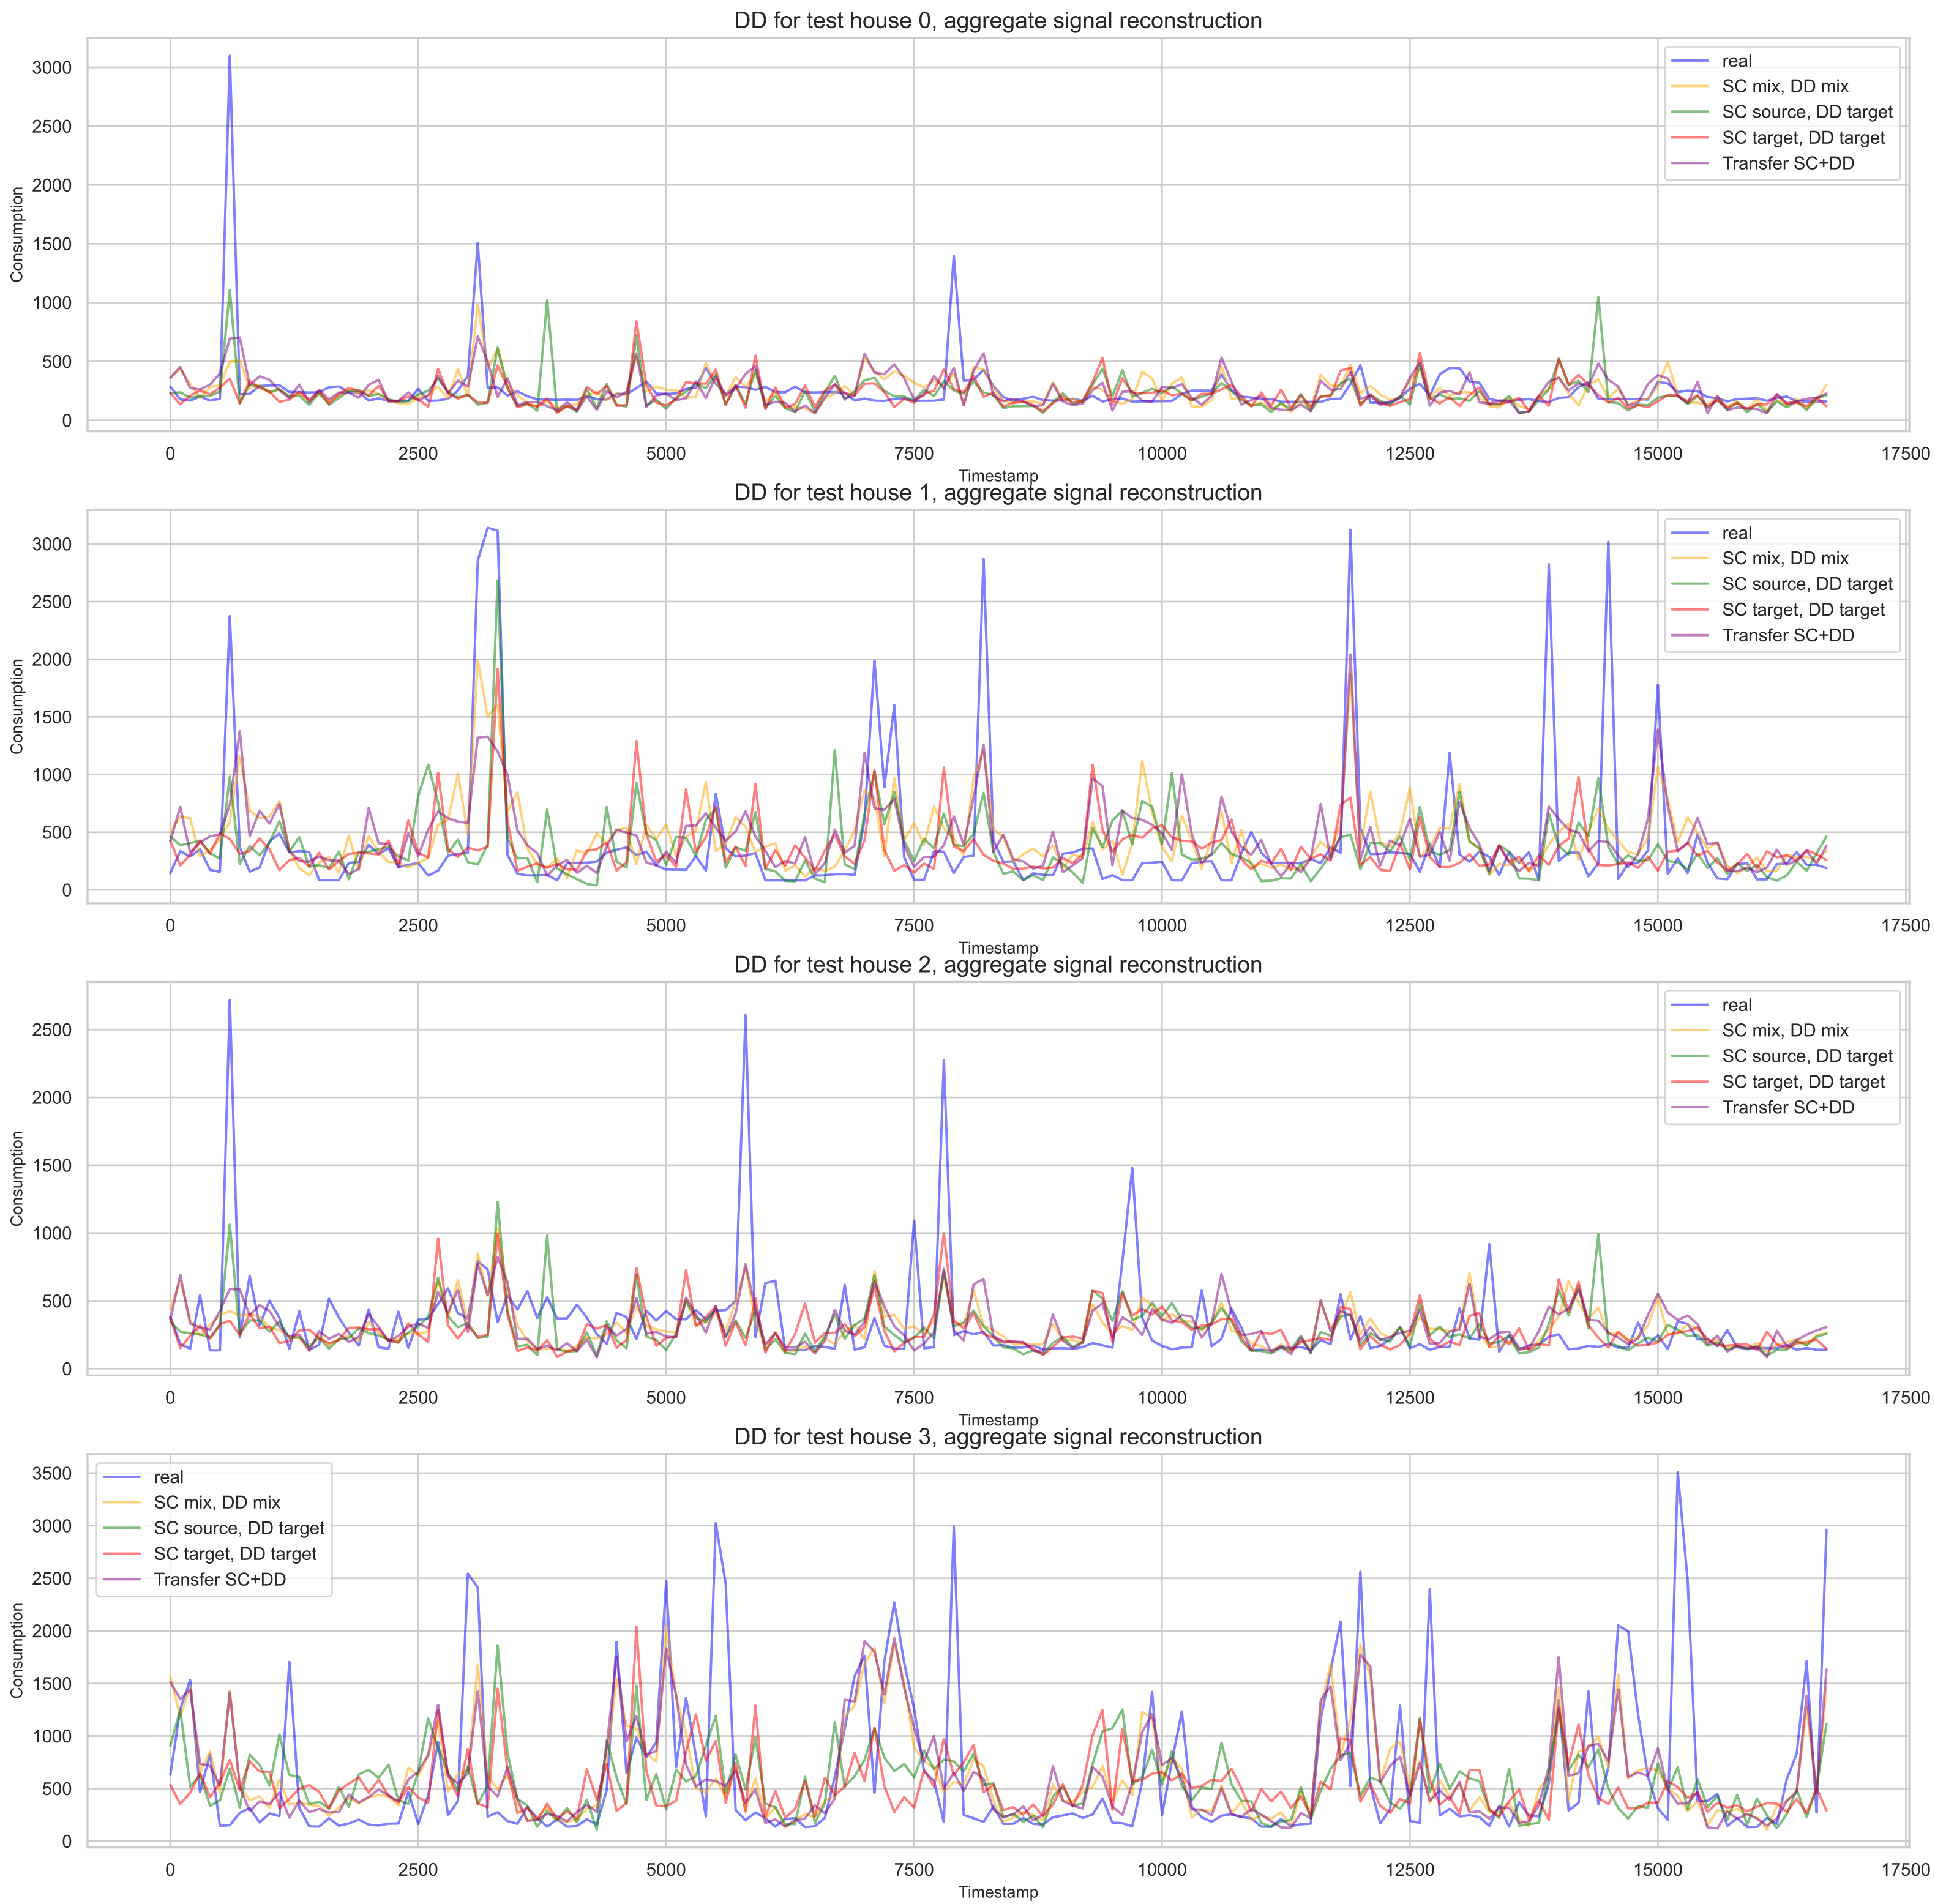 DD for test house 0, aggregate signal reconstruction
3000
2500
2000
1500
1000
500
0
Consumption
real
SC mix, DD mix
SC source, DD target
SC target, DD target
Transfer SC+DD
0 2500 5000 7500 10000 12500 15000 17500
Timestamp
DD for test house 1, aggregate signal reconstruction
3000
2500
2000
1500
1000
500
0
Consumption
real
SC mix, DD mix
SC source, DD target
SC target, DD target
Transfer SC+DD
0 2500 5000 7500 10000 12500 15000 17500
Timestamp
DD for test house 2, aggregate signal reconstruction
2500
2000
1500
1000
500
0
Consumption
real
SC mix, DD mix
SC source, DD target
SC target, DD target
Transfer SC+DD
0 2500 5000 7500 10000 12500 15000 17500
Timestamp
DD for test house 3, aggregate signal reconstruction
3500
3000
2500
2000
1500
1000
500
0
Consumption
real
SC mix, DD mix
SC source, DD target
SC target, DD target
Transfer SC+DD
0 2500 5000 7500 10000 12500 15000 17500
Timestamp